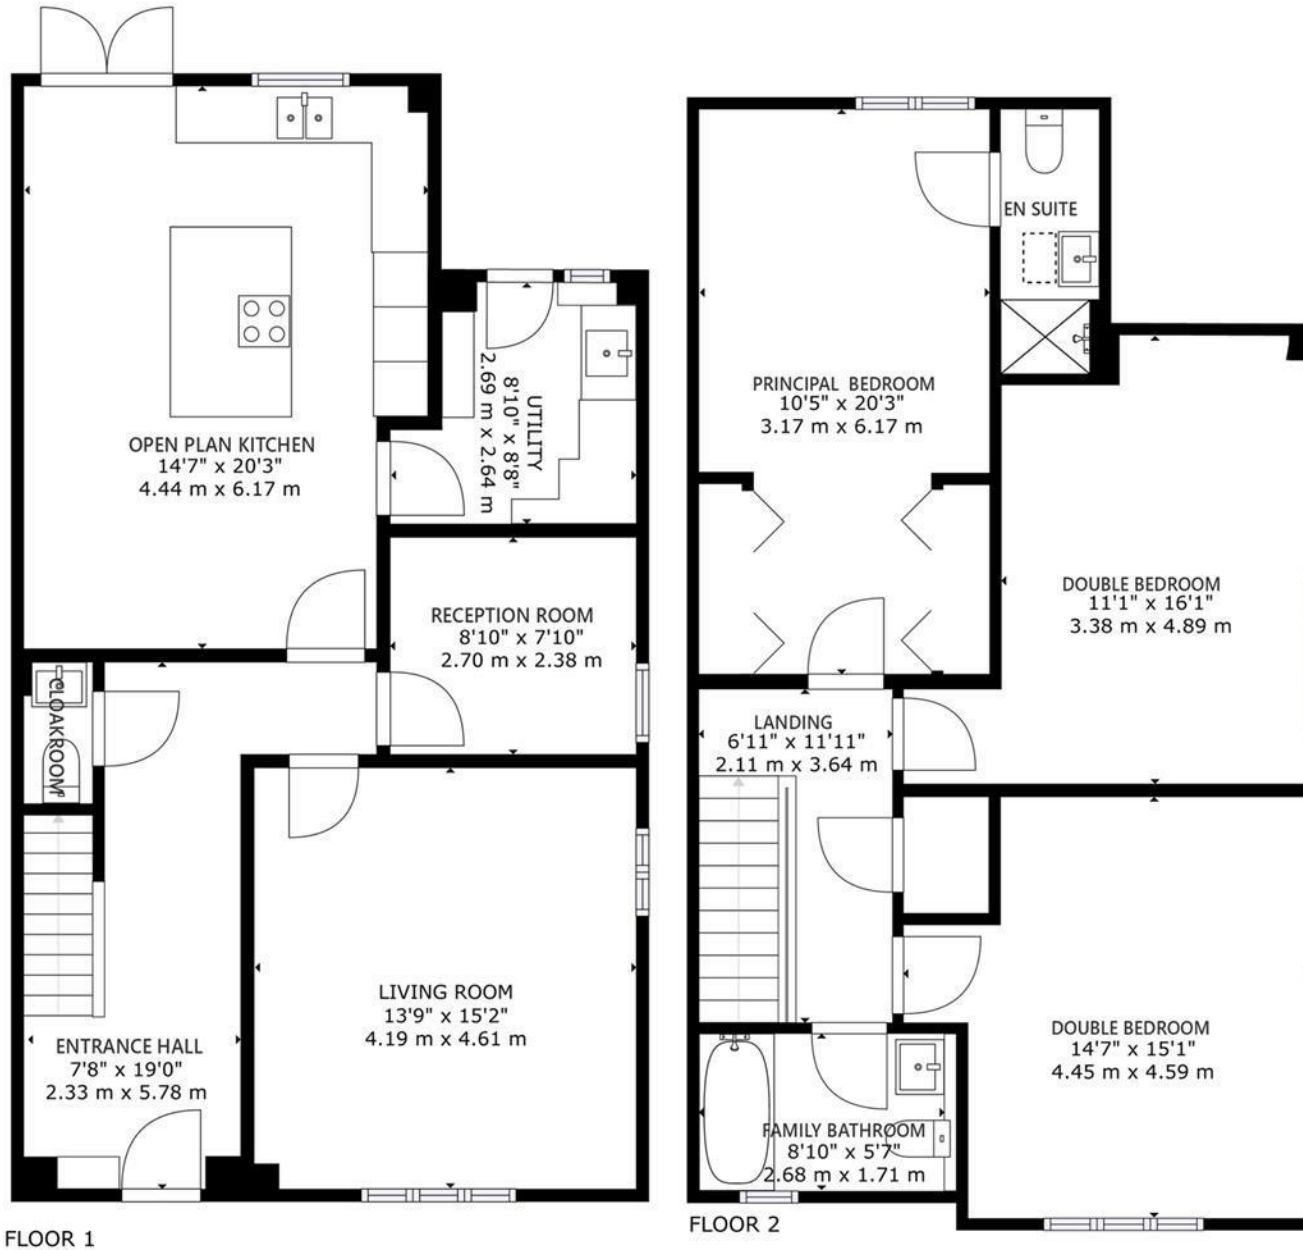 OPEN PLAN KITCHEN
14'7" x 20'3"
4.44 m x 6.17 m
UTILITY
8'10" x 8'8"
2.69 m x 2.64 m
RECEPTION ROOM
8'10" x 7'10"
2.70 m x 2.38 m
CLOAKROOM
LIVING ROOM
13'9" x 15'2"
4.19 m x 4.61 m
ENTRANCE HALL
7'8" x 19'0"
2.33 m x 5.78 m
FLOOR 1
EN SUITE
PRINCIPAL BEDROOM
10'5" x 20'3"
3.17 m x 6.17 m
DOUBLE BEDROOM
11'1" x 16'1"
3.38 m x 4.89 m
LANDING
6'11" x 11'11"
2.11 m x 3.64 m
DOUBLE BEDROOM
14'7" x 15'1"
4.45 m x 4.59 m
FAMILY BATHROOM
8'10" x 5'7"
2.68 m x 1.71 m
FLOOR 2